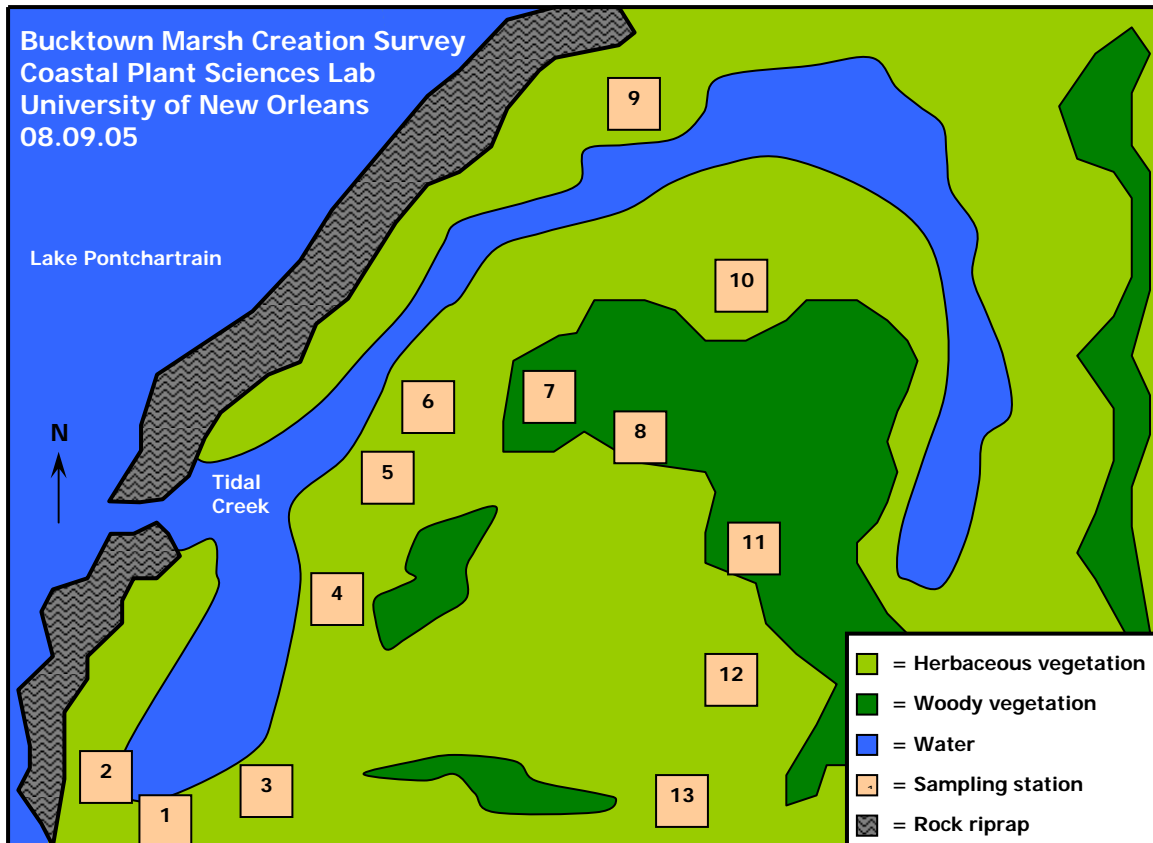 Bucktown Marsh Creation Survey
Coastal Plant Sciences Lab
University of New Orleans
08.09.05
Lake Pontchartrain
N
Tidal
Creek
9
10
7
6
8
5
11
4
12
2
3
13
1
= Herbaceous vegetation
= Woody vegetation
= Water
= Sampling station
= Rock riprap